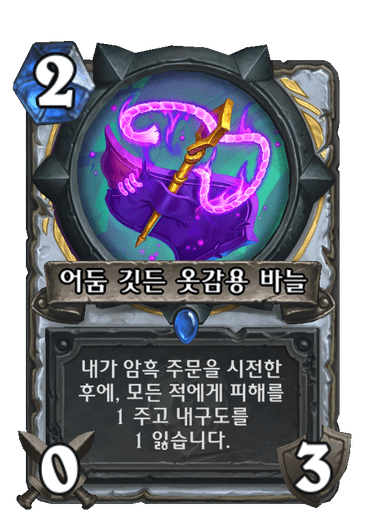 2
어둠 깃든 옷감용 바늘
내가 암흑 주문을 시전한
후에, 모든 적에게 피해를
1 주고 내구도를
1 잃습니다.
0
3